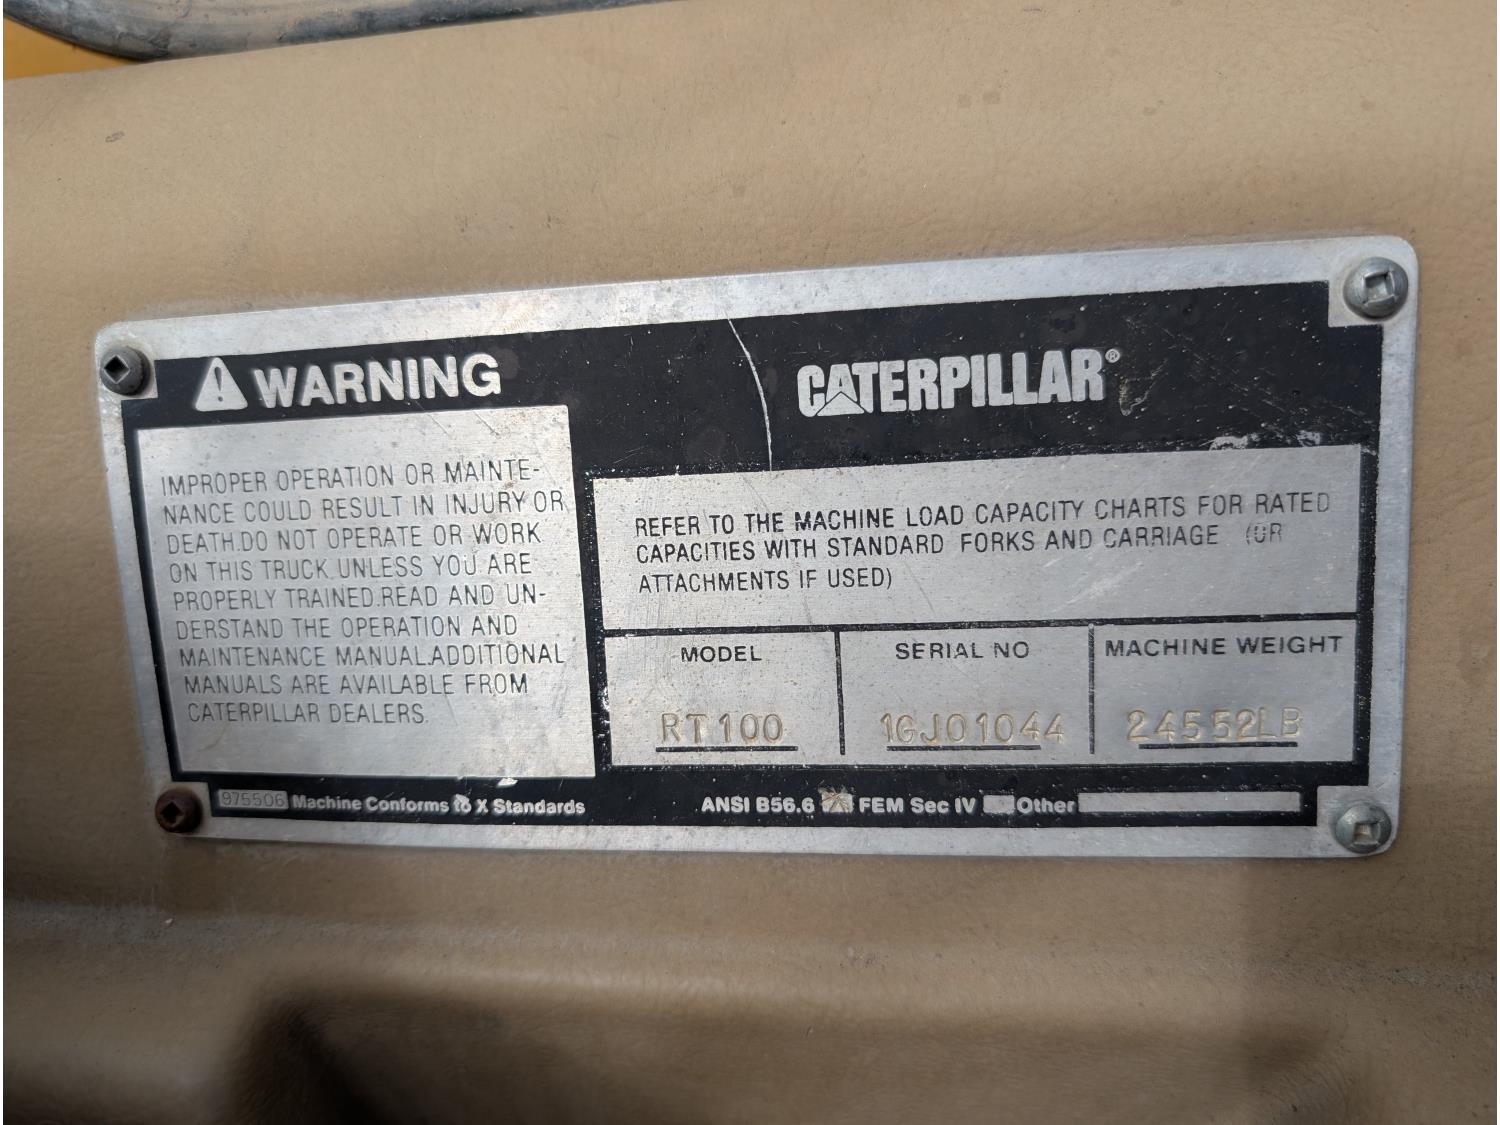 WARNING
IMPROPER OPERATION OR MAINTE-
NANCE COULD RESULT IN INJURY OR
DEATH.DO NOT OPERATE OR WORK
ON THIS TRUCK UNLESS YOU ARE
PROPERLY TRAINED.READ AND UN-
DERSTAND THE OPERATION AND
MAINTENANCE MANUAL.ADDITIONAL
MANUALS ARE AVAILABLE FROM
CATERPILLAR DEALERS.
CATERPILLAR®
REFER TO THE MACHINE LOAD CAPACITY CHARTS FOR RATED
CAPACITIES WITH STANDARD FORKS AND CARRIAGE (OR
ATTACHMENTS IF USED)
MODEL SERIAL NO MACHINE WEIGHT
RT100 1GJ01044 24552LB
975506 Machine Conforms to X Standards ANSI B56.6 FEM Sec IV Other